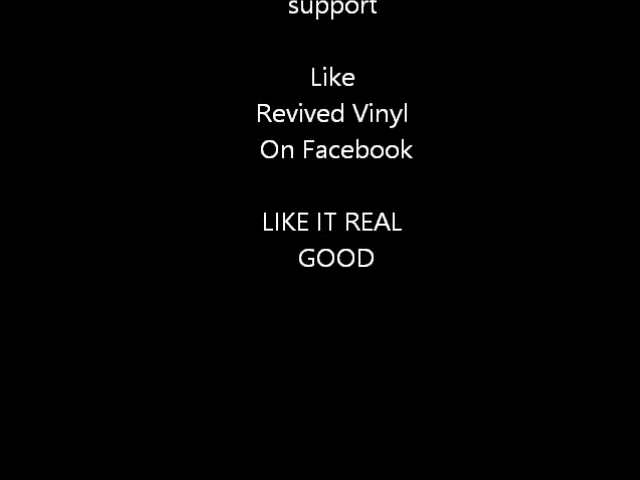 support
Like
Revived Vinyl
On Facebook
LIKE IT REAL
GOOD